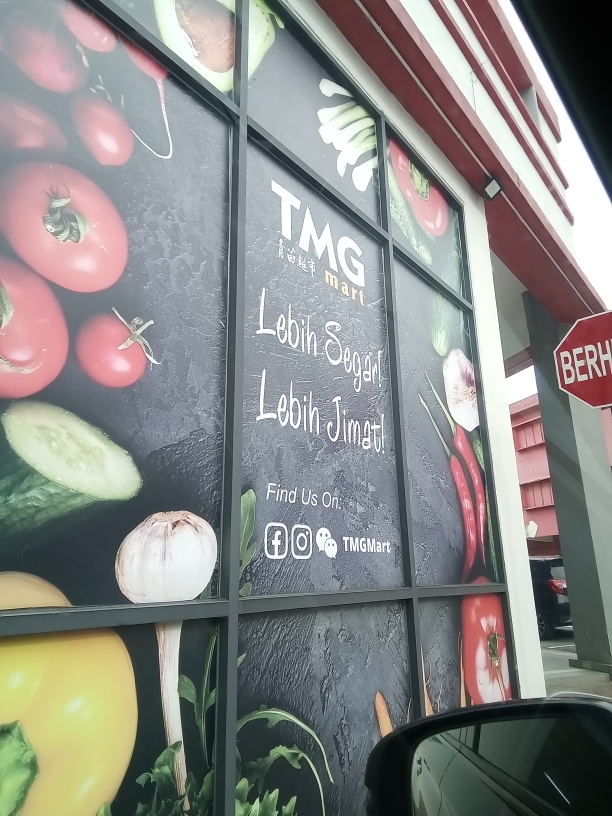 TMG
mart
Lebih Segar!
Lebih Jimat!
Find Us On:
TMGMart
BERH